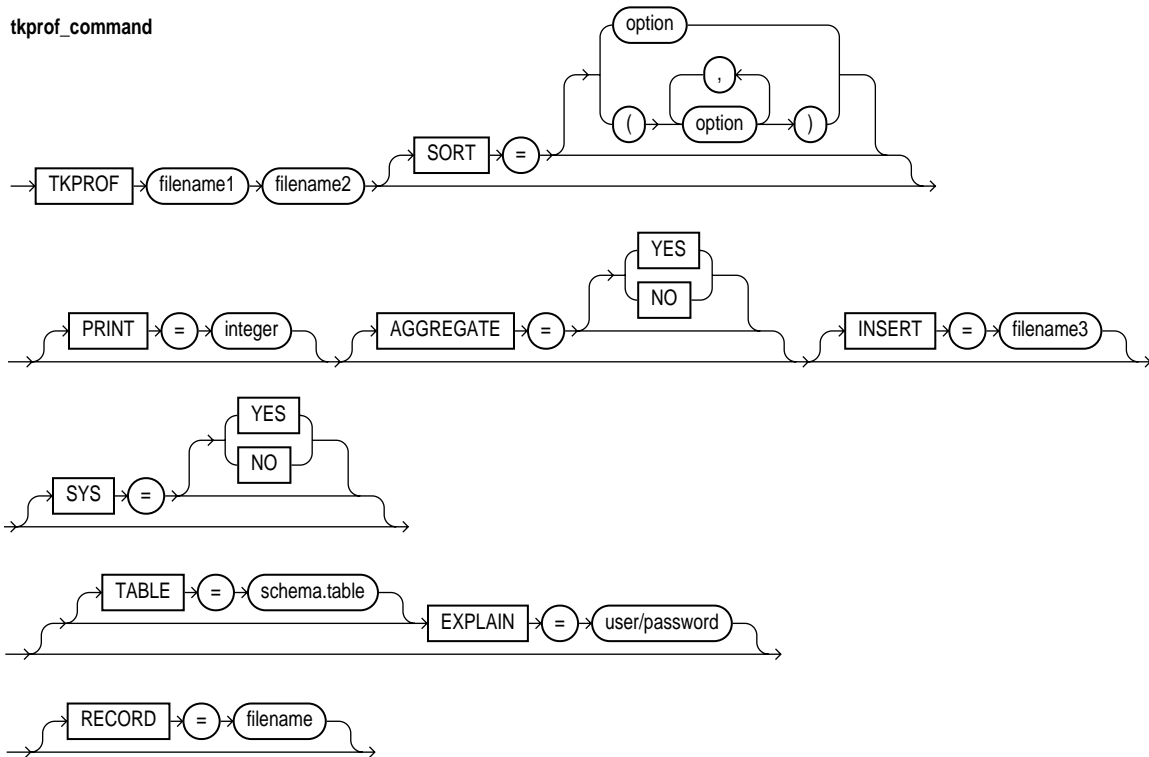 tkprof_command
option
,
( option )
SORT =
TKPROF filename1 filename2
YES
NO
PRINT = integer
AGGREGATE =
INSERT = filename3
YES
NO
SYS =
TABLE = schema.table
EXPLAIN = user/password
RECORD = filename